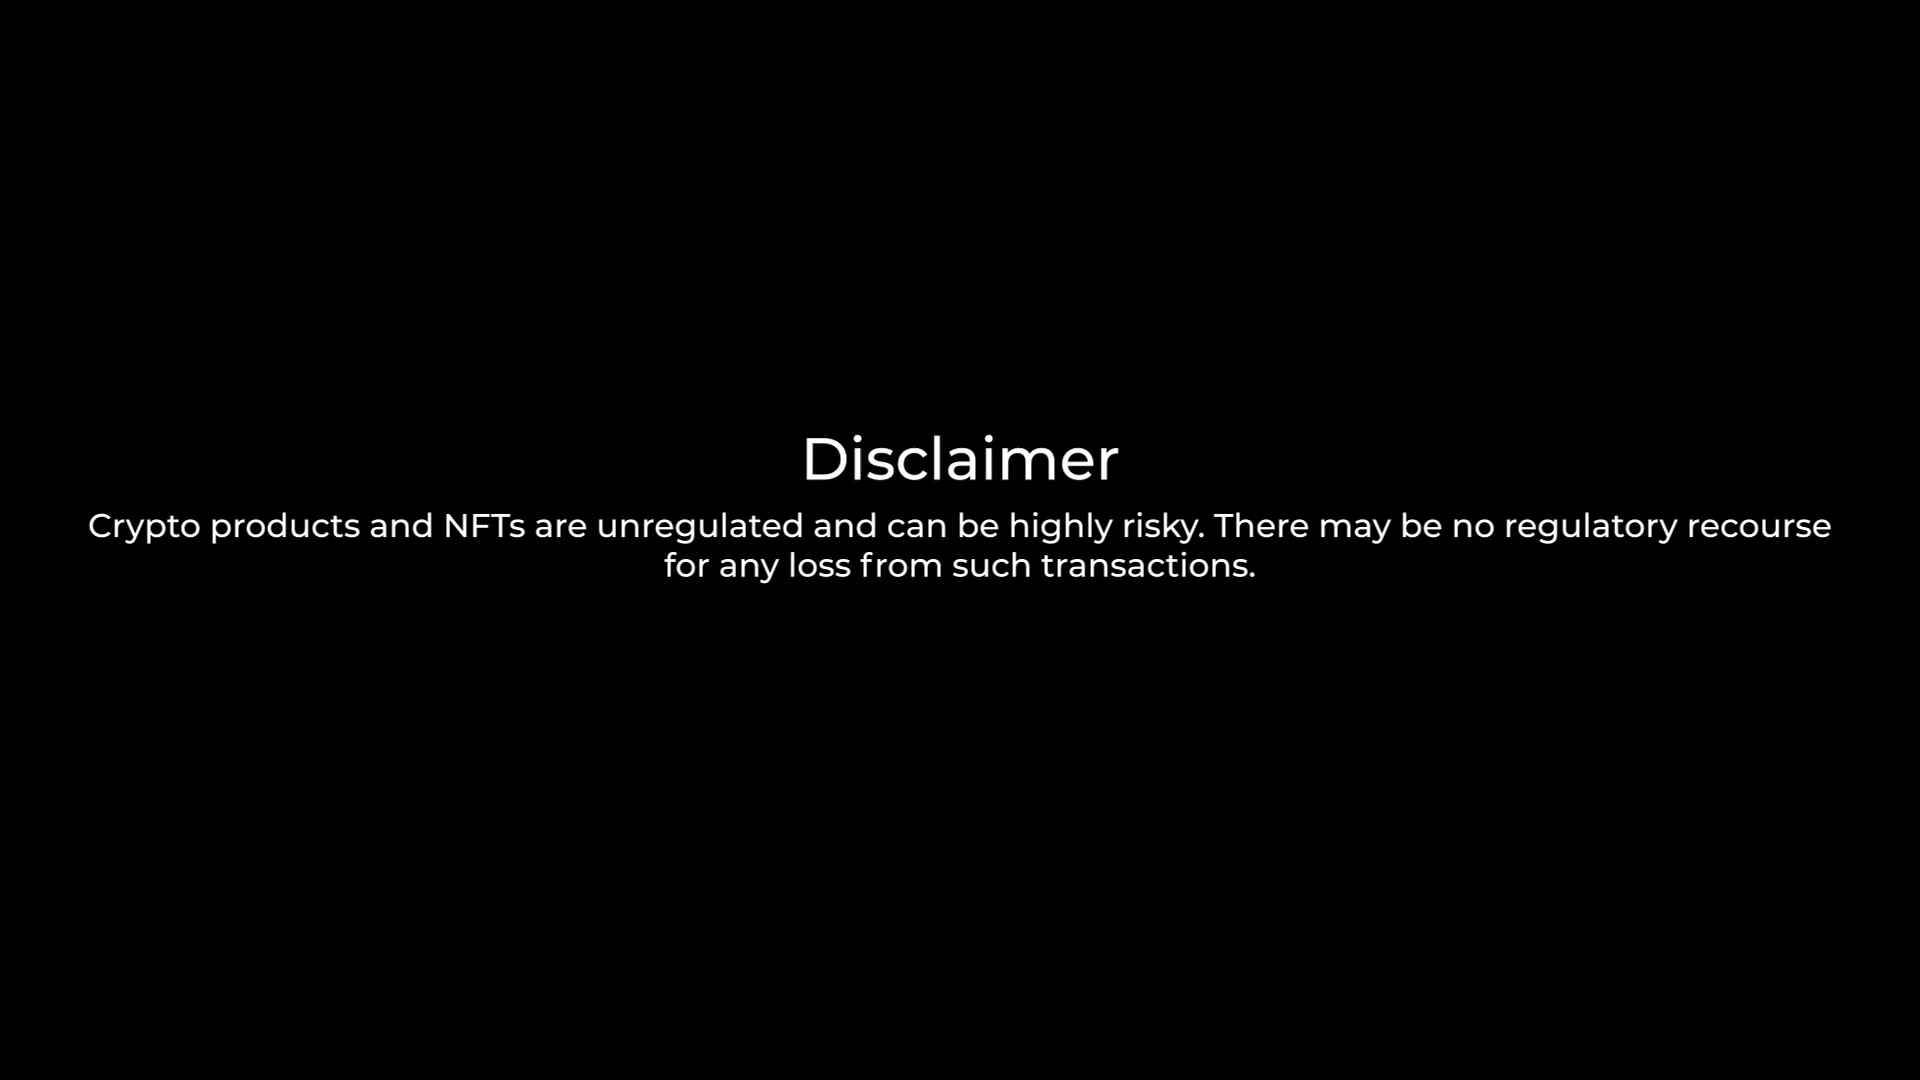 Disclaimer
Crypto products and NFTs are unregulated and can be highly risky. There may be no regulatory recourse
for any loss from such transactions.